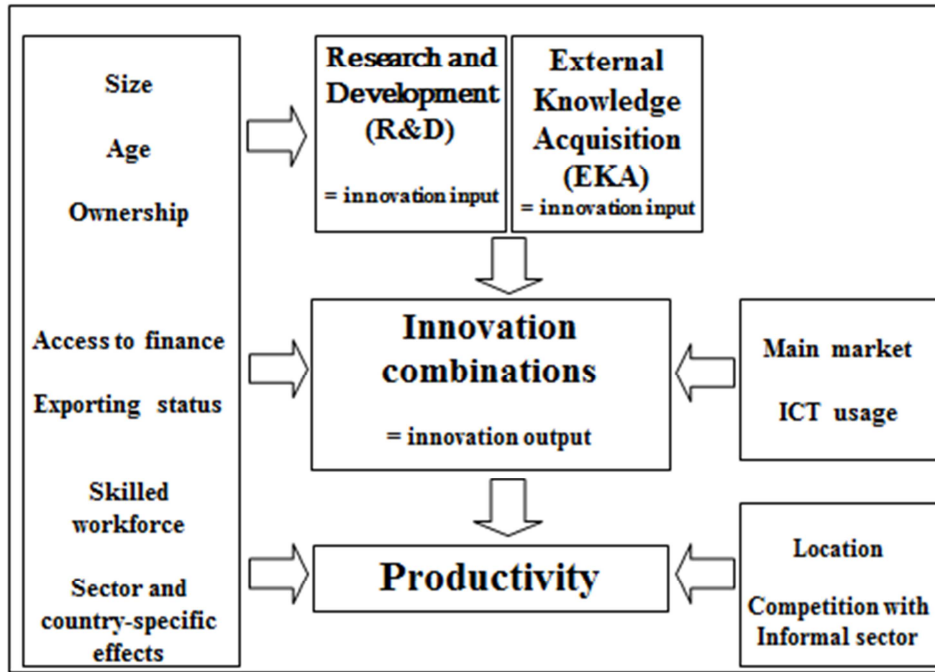 Size
Age
Ownership
Access to finance
Exporting status
Skilled
workforce
Sector and
country-specific
effects
Research and
Development
(R&D)
= innovation input
External
Knowledge
Acquisition
(EKA)
= innovation input
Innovation
combinations
= innovation output
Main market
ICT usage
Productivity
Location
Competition with
Informal sector